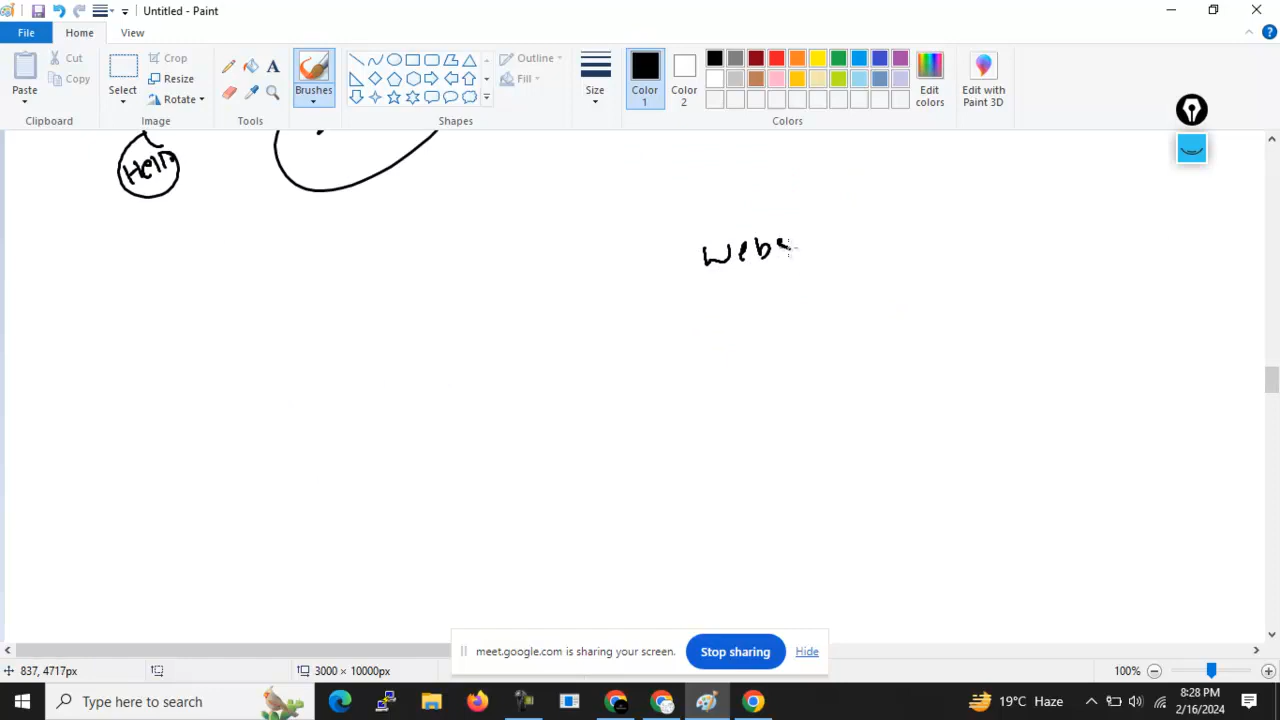 Untitled - Paint
File
Home
View
Paste
Cut
Copy
Clipboard
Select
Crop
Resize
Rotate
Image
Tools
Brushes
Outline
Fill
Shapes
Size
Color 1
Color 2
Edit colors
Edit with Paint 3D
Colors
webs
meet.google.com is sharing your screen.
Stop sharing
Hide
837, 4717px
3000 × 10000px
100%
Type here to search
19°C Haze
8:28 PM
2/16/2024